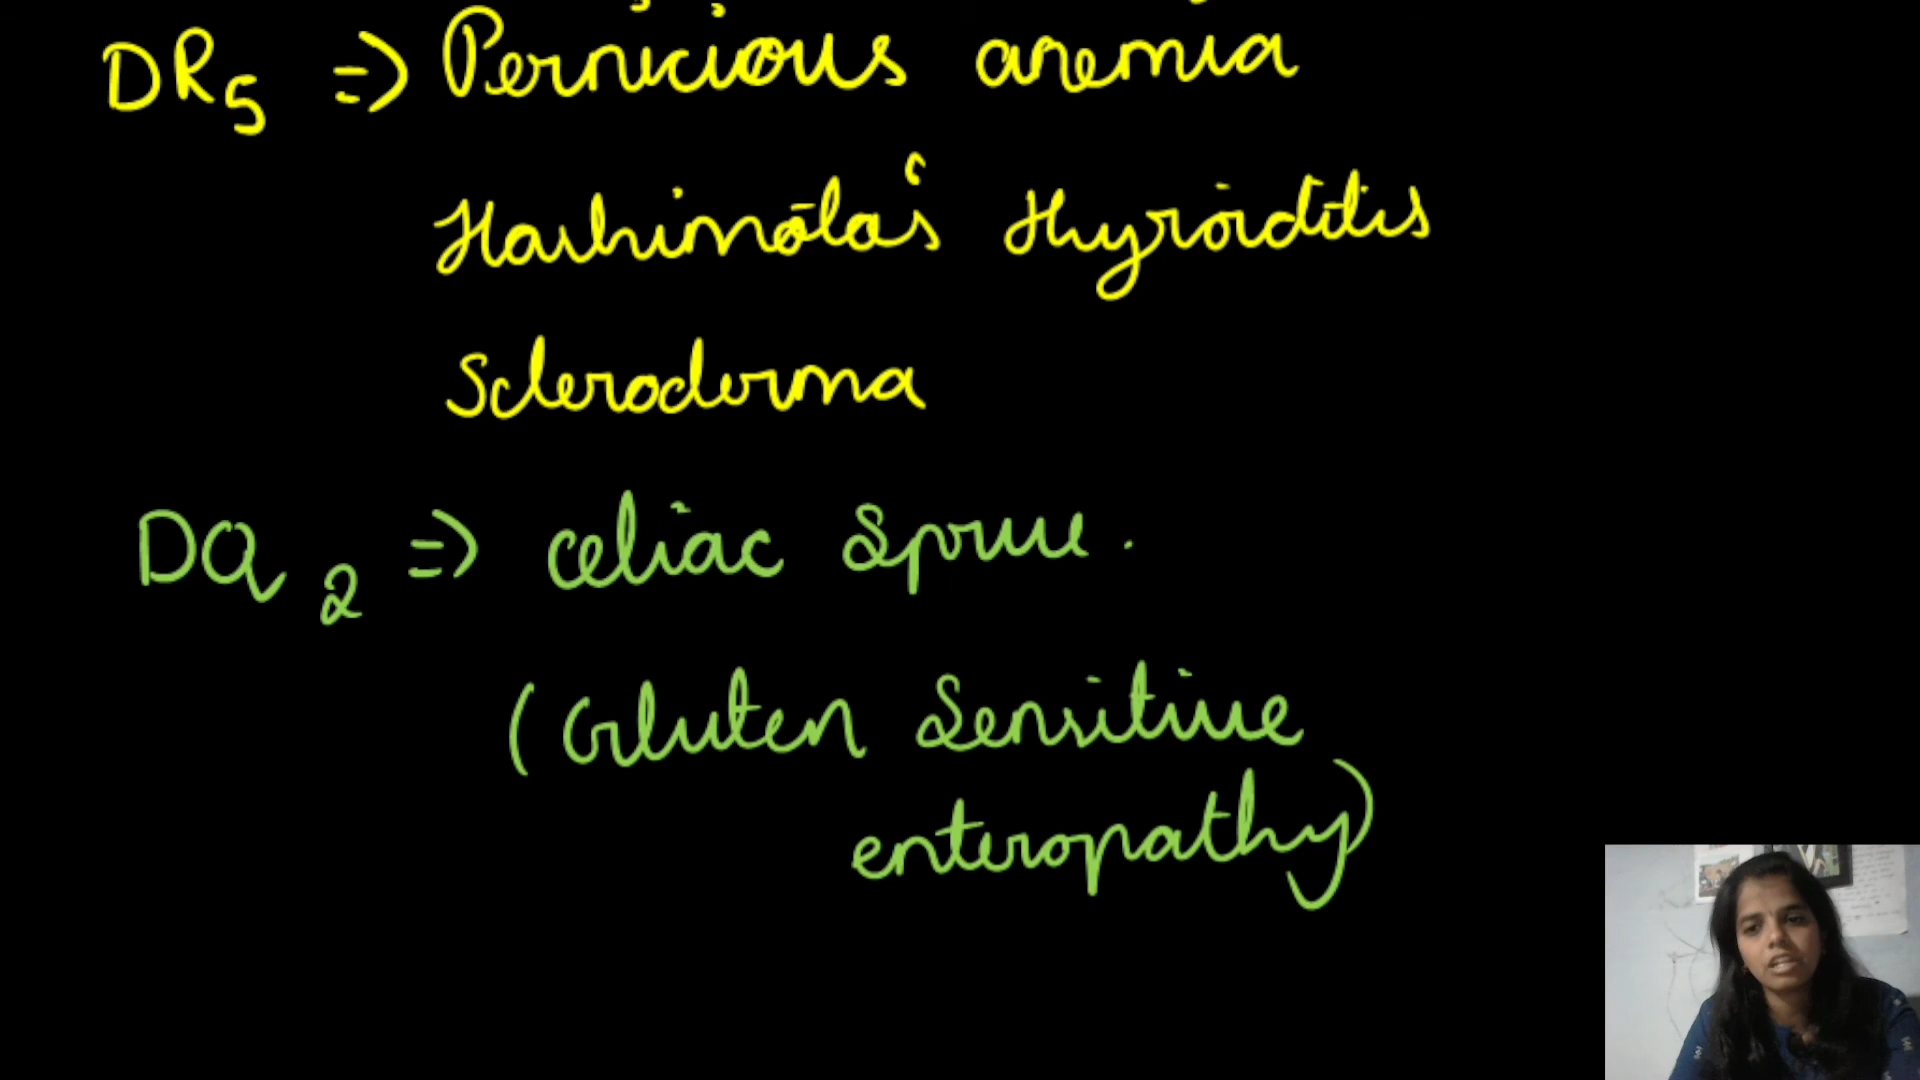 DR5 => Pernicious anemia
Hashimoto's thyroiditis
Scleroderma
DQ2 => celiac sprue.
(Gluten Sensitive
enteropathy)